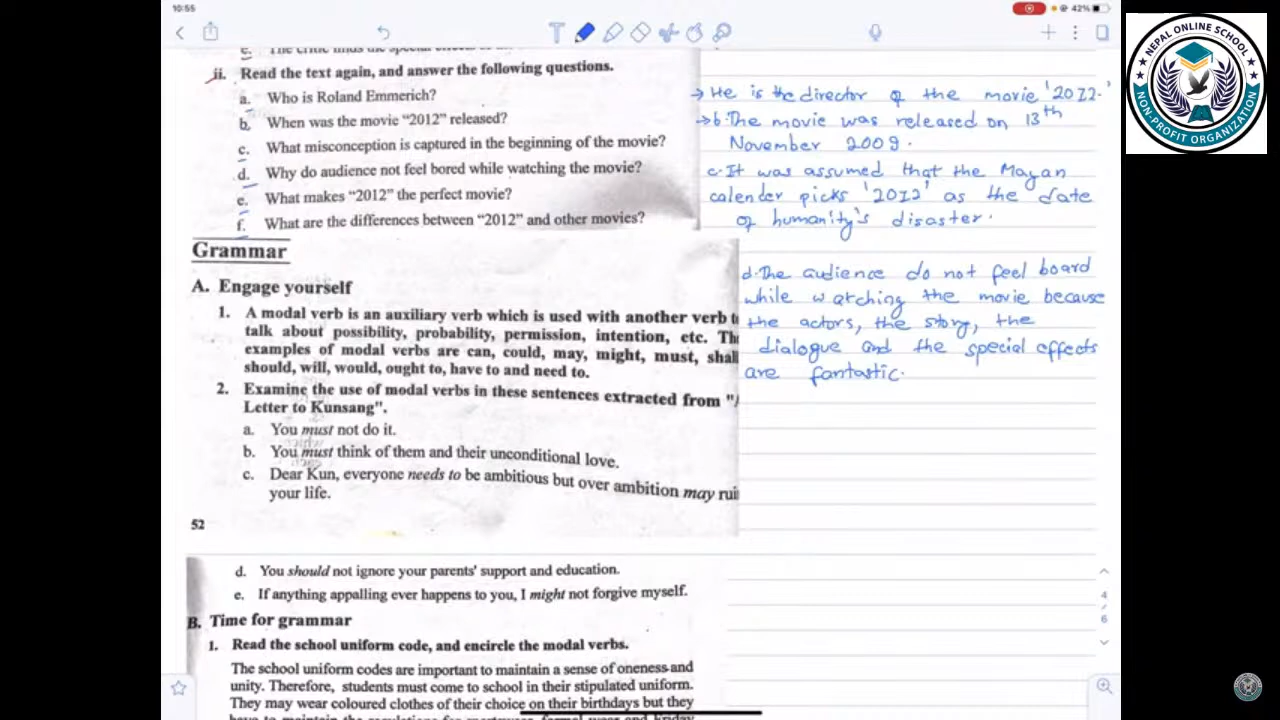 10:55
42%
ii. Read the text again, and answer the following questions.
a. Who is Roland Emmerich?
b. When was the movie "2012" released?
c. What misconception is captured in the beginning of the movie?
d. Why do audience not feel bored while watching the movie?
e. What makes "2012" the perfect movie?
f. What are the differences between "2012" and other movies?
→ He is the director of the movie '2012.'
→ b. The movie was released on 13th
November 2009.
c. It was assumed that the Mayan
calender picks '2012' as the date
of humanity's disaster.
d. The audience do not feel board
while watching the movie because
the actors, the story, the
dialogue and the special effects
are fantastic.
Grammar
A. Engage yourself
1. A modal verb is an auxiliary verb which is used with another verb
talk about possibility, probability, permission, intention, etc.
examples of modal verbs are can, could, may, might, must,
should, will, would, ought to, have to and need to.
2. Examine the use of modal verbs in these sentences extracted from
Letter to Kunsang".
a. You must not do it.
b. You must think of them and their unconditional love.
c. Dear Kun, everyone needs to be ambitious but over ambition may
your life.
52
d. You should not ignore your parents' support and education.
e. If anything appalling ever happens to you, I might not forgive myself.
B. Time for grammar
1. Read the school uniform code, and encircle the modal verbs.
The school uniform codes are important to maintain a sense of oneness and
unity. Therefore, students must come to school in their stipulated uniform.
They may wear coloured clothes of their choice on their birthdays but they
4
/
6
NEPAL ONLINE SCHOOL
NON-PROFIT ORGANIZATION